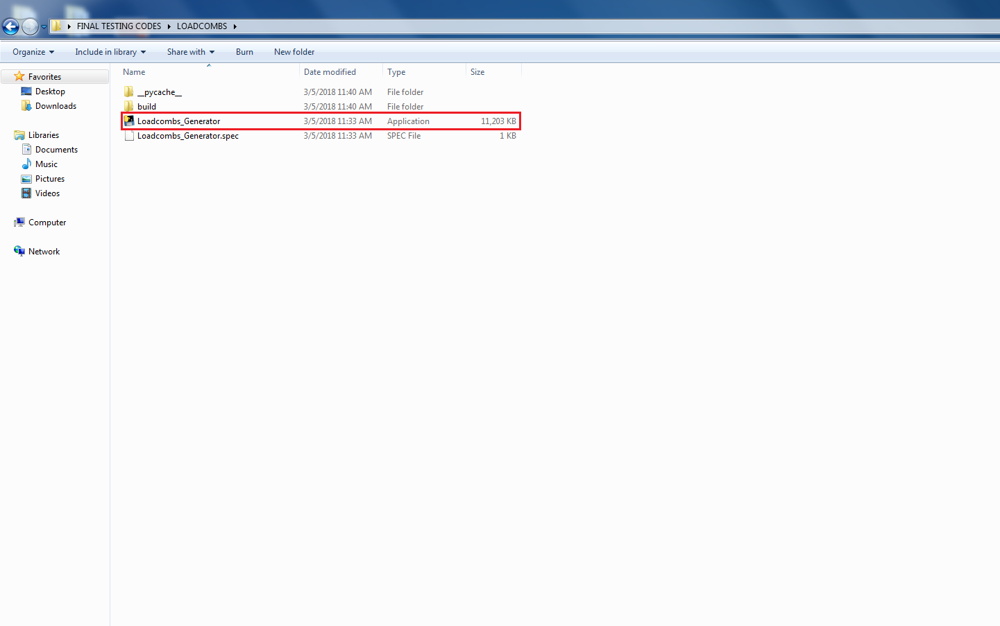 FINAL TESTING CODES LOADCOMBS
Organize Include in library Share with Burn New folder
Name Date modified Type Size
Favorites
Desktop
Downloads
Libraries
Documents
Music
Pictures
Videos
Computer
Network
__pycache__ 3/5/2018 11:40 AM File folder
build 3/5/2018 11:40 AM File folder
Loadcombs_Generator 3/5/2018 11:33 AM Application 11,203 KB
Loadcombs_Generator.spec 3/5/2018 11:33 AM SPEC File 1 KB